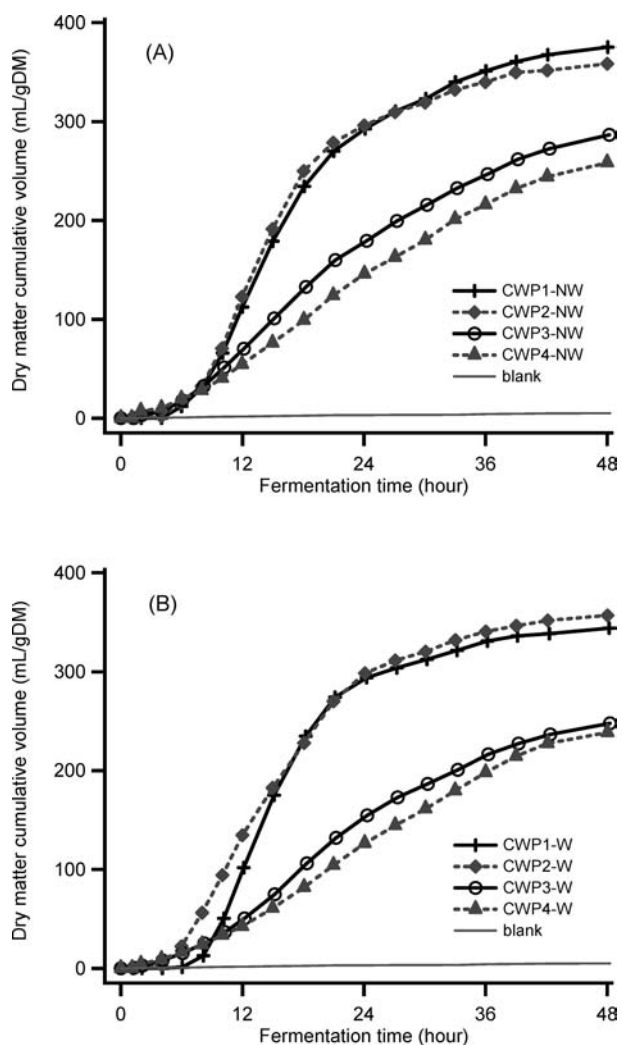 400
(A)
300
200
100
0
Dry matter cumulative volume (mL/gDM)
CWP1-NW
CWP2-NW
CWP3-NW
CWP4-NW
blank
0 12 24 36 48
Fermentation time (hour)
400
(B)
300
200
100
0
Dry matter cumulative volume (mL/gDM)
CWP1-W
CWP2-W
CWP3-W
CWP4-W
blank
0 12 24 36 48
Fermentation time (hour)